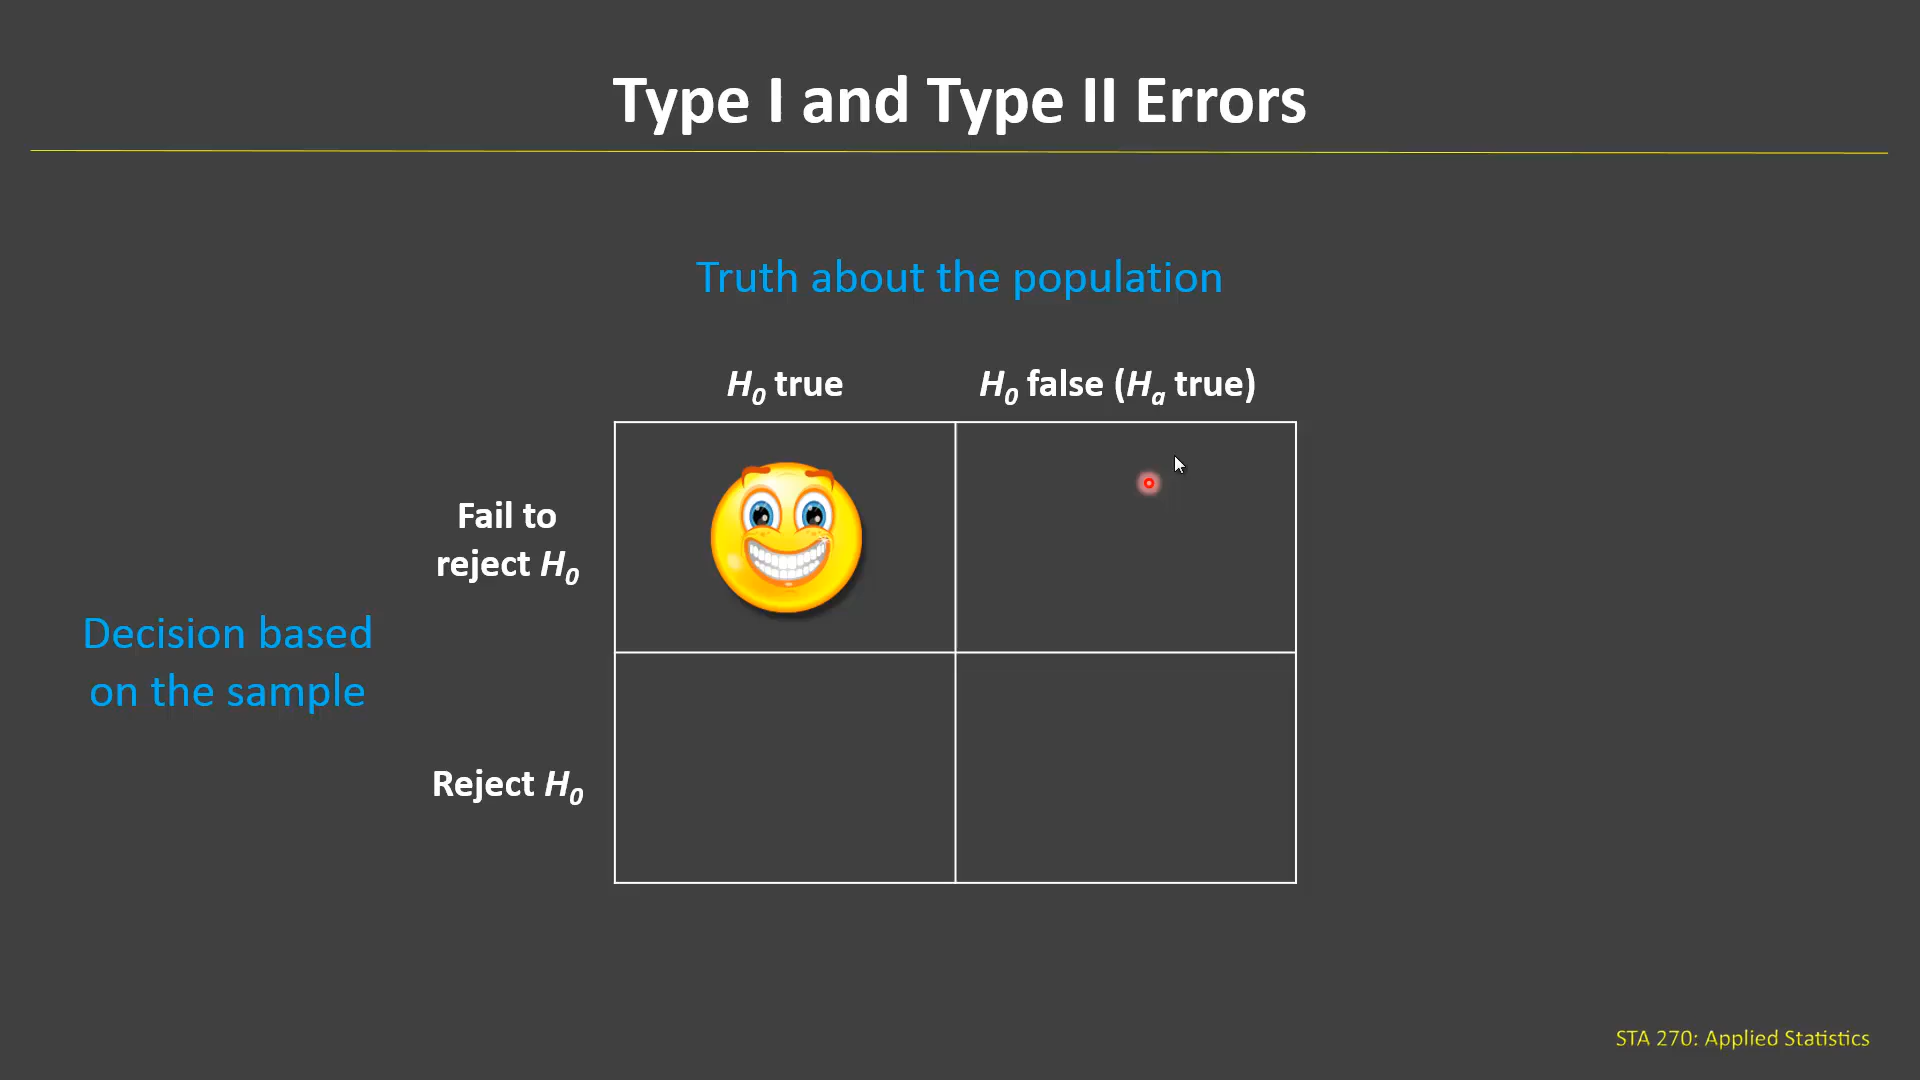 Type I and Type II Errors
Truth about the population
H0 true
H0 false (Ha true)
Fail to
reject H0
Decision based
on the sample
Reject H0
STA 270: Applied Statistics